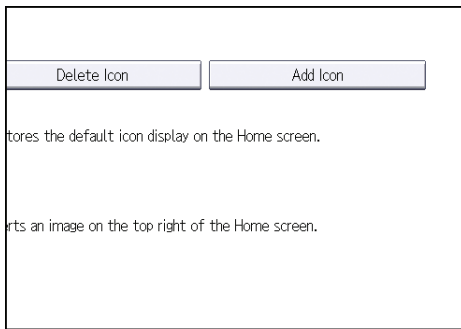 Delete Icon Add Icon
tores the default icon display on the Home screen.
rts an image on the top right of the Home screen.